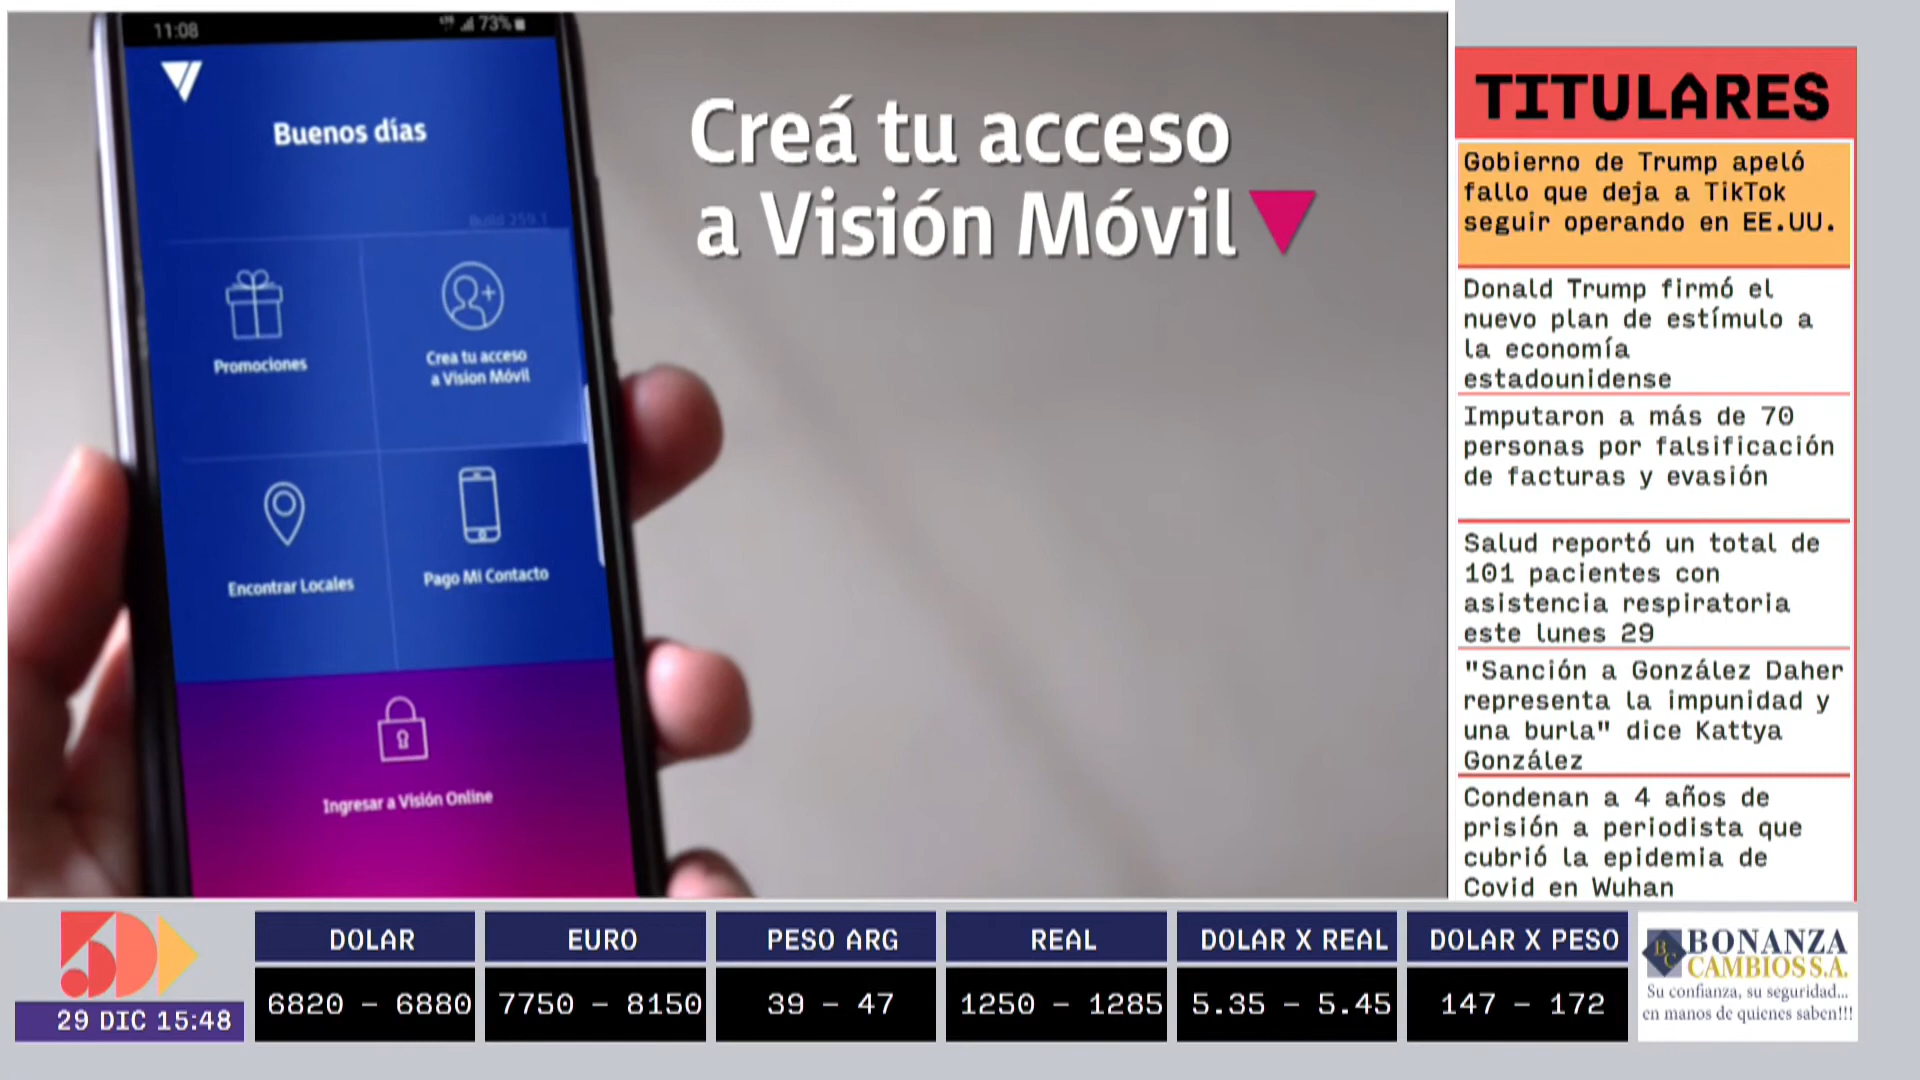 11:08
73%
Buenos días
Build 259.1
Promociones
Crea tu acceso
a Vision Móvil
Encontrar Locales
Pago Mi Contacto
Ingresar a Visión Online
Creá tu acceso
a Visión Móvil
TITULARES
Gobierno de Trump apeló
fallo que deja a TikTok
seguir operando en EE.UU.
Donald Trump firmó el
nuevo plan de estímulo a
la economía
estadounidense
Imputaron a más de 70
personas por falsificación
de facturas y evasión
Salud reportó un total de
101 pacientes con
asistencia respiratoria
este lunes 29
"Sanción a González Daher
representa la impunidad y
una burla" dice Kattya
González
Condenan a 4 años de
prisión a periodista que
cubrió la epidemia de
Covid en Wuhan
5D
29 DIC 15:48
DOLAR
6820 - 6880
EURO
7750 - 8150
PESO ARG
39 - 47
REAL
1250 - 1285
DOLAR X REAL
5.35 - 5.45
DOLAR X PESO
147 - 172
BC
BONANZA
CAMBIOS S.A.
Su confianza, su seguridad...
en manos de quienes saben!!!